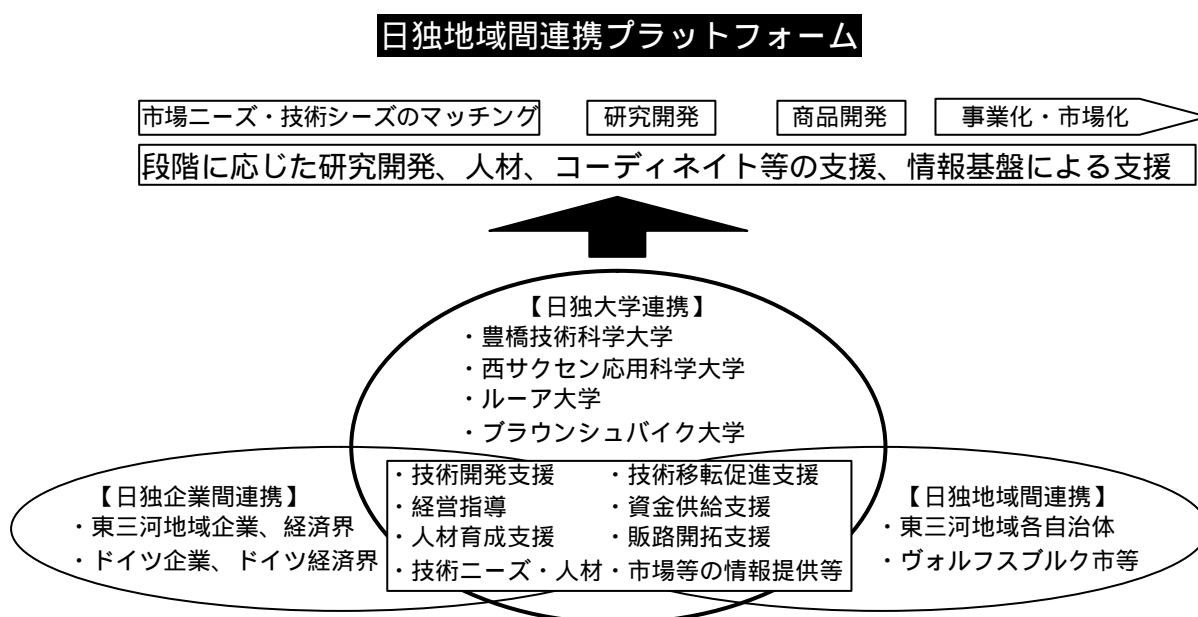 日独地域間連携プラットフォーム
市場ニーズ・技術シーズのマッチング 研究開発 商品開発 事業化・市場化
段階に応じた研究開発、人材、コーディネイト等の支援、情報基盤による支援
【日独大学連携】
・豊橋技術科学大学
・西サクセン応用科学大学
・ルーア大学
・ブラウンシュバイク大学
【日独企業間連携】
・東三河地域企業、経済界
・ドイツ企業、ドイツ経済界
・技術開発支援 ・技術移転促進支援
・経営指導 ・資金供給支援
・人材育成支援 ・販路開拓支援
・技術ニーズ・人材・市場等の情報提供等
【日独地域間連携】
・東三河地域各自治体
・ヴォルフスブルク市等